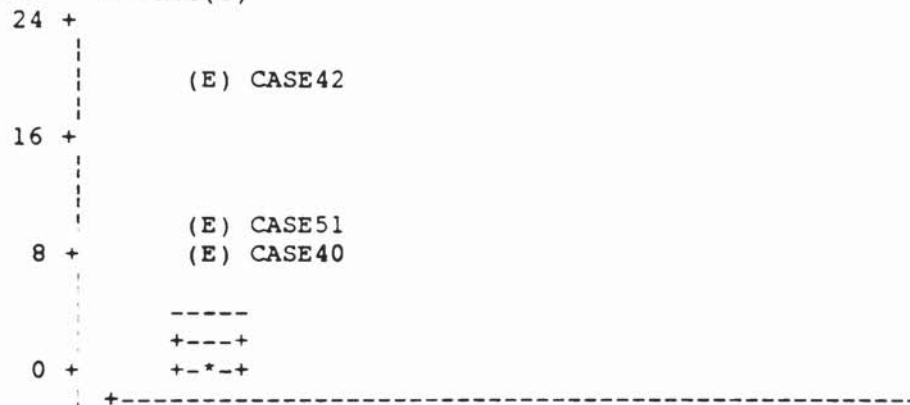 24 +
(E) CASE42
16 +
(E) CASE51
8 + (E) CASE40
-----
+---+
0 + +-*-+
+--------------------------------------------------